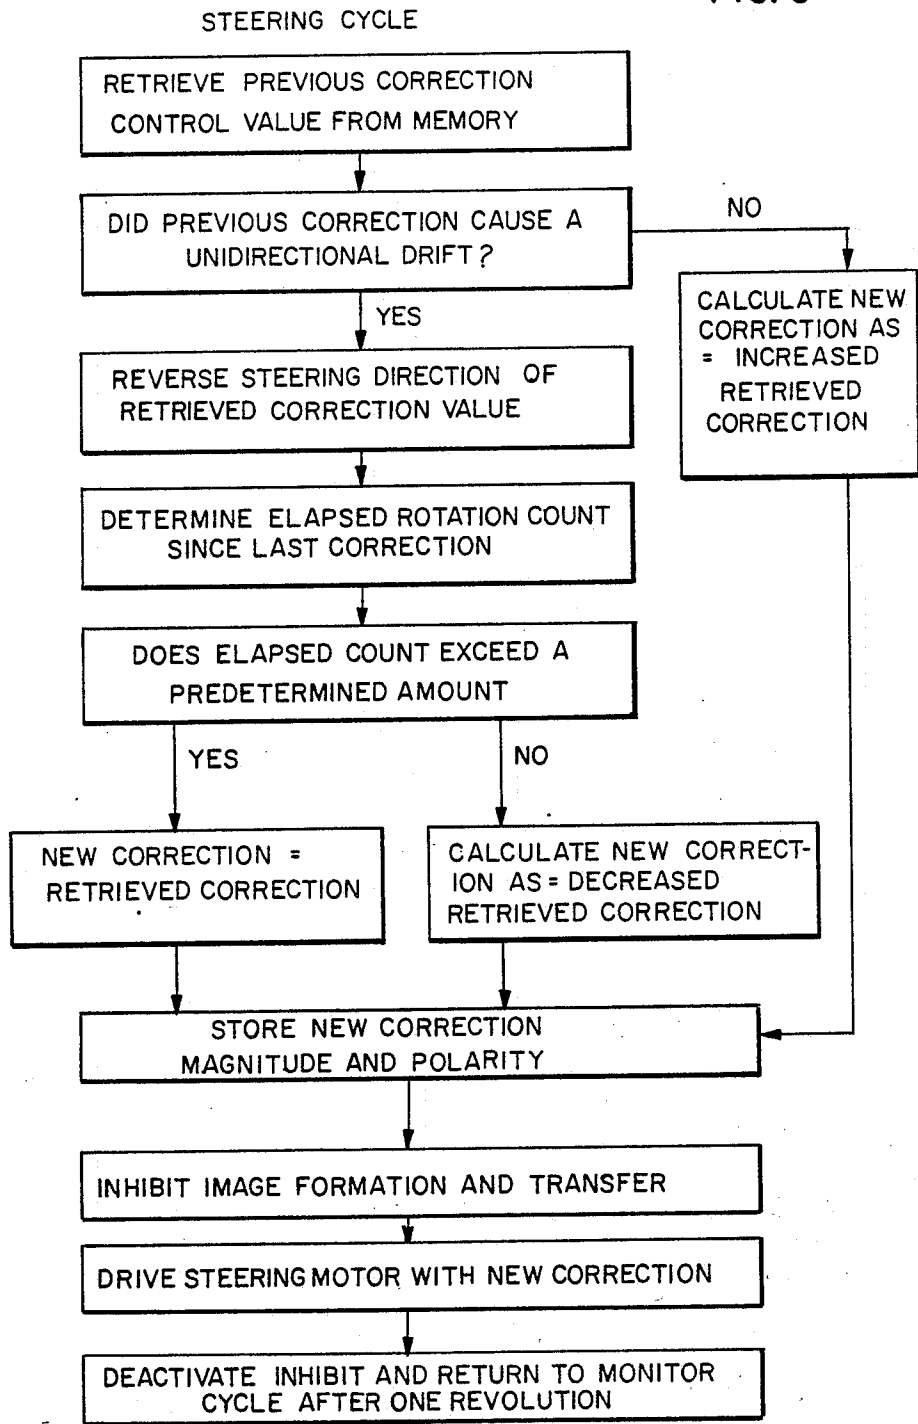 STEERING CYCLE
RETRIEVE PREVIOUS CORRECTION
CONTROL VALUE FROM MEMORY
DID PREVIOUS CORRECTION CAUSE A
UNIDIRECTIONAL DRIFT?
NO
YES
CALCULATE NEW
CORRECTION AS
= INCREASED
RETRIEVED
CORRECTION
REVERSE STEERING DIRECTION OF
RETRIEVED CORRECTION VALUE
DETERMINE ELAPSED ROTATION COUNT
SINCE LAST CORRECTION
DOES ELAPSED COUNT EXCEED A
PREDETERMINED AMOUNT
YES
NO
NEW CORRECTION =
RETRIEVED CORRECTION
CALCULATE NEW CORRECT-
ION AS = DECREASED
RETRIEVED CORRECTION
STORE NEW CORRECTION
MAGNITUDE AND POLARITY
INHIBIT IMAGE FORMATION AND TRANSFER
DRIVE STEERING MOTOR WITH NEW CORRECTION
DEACTIVATE INHIBIT AND RETURN TO MONITOR
CYCLE AFTER ONE REVOLUTION